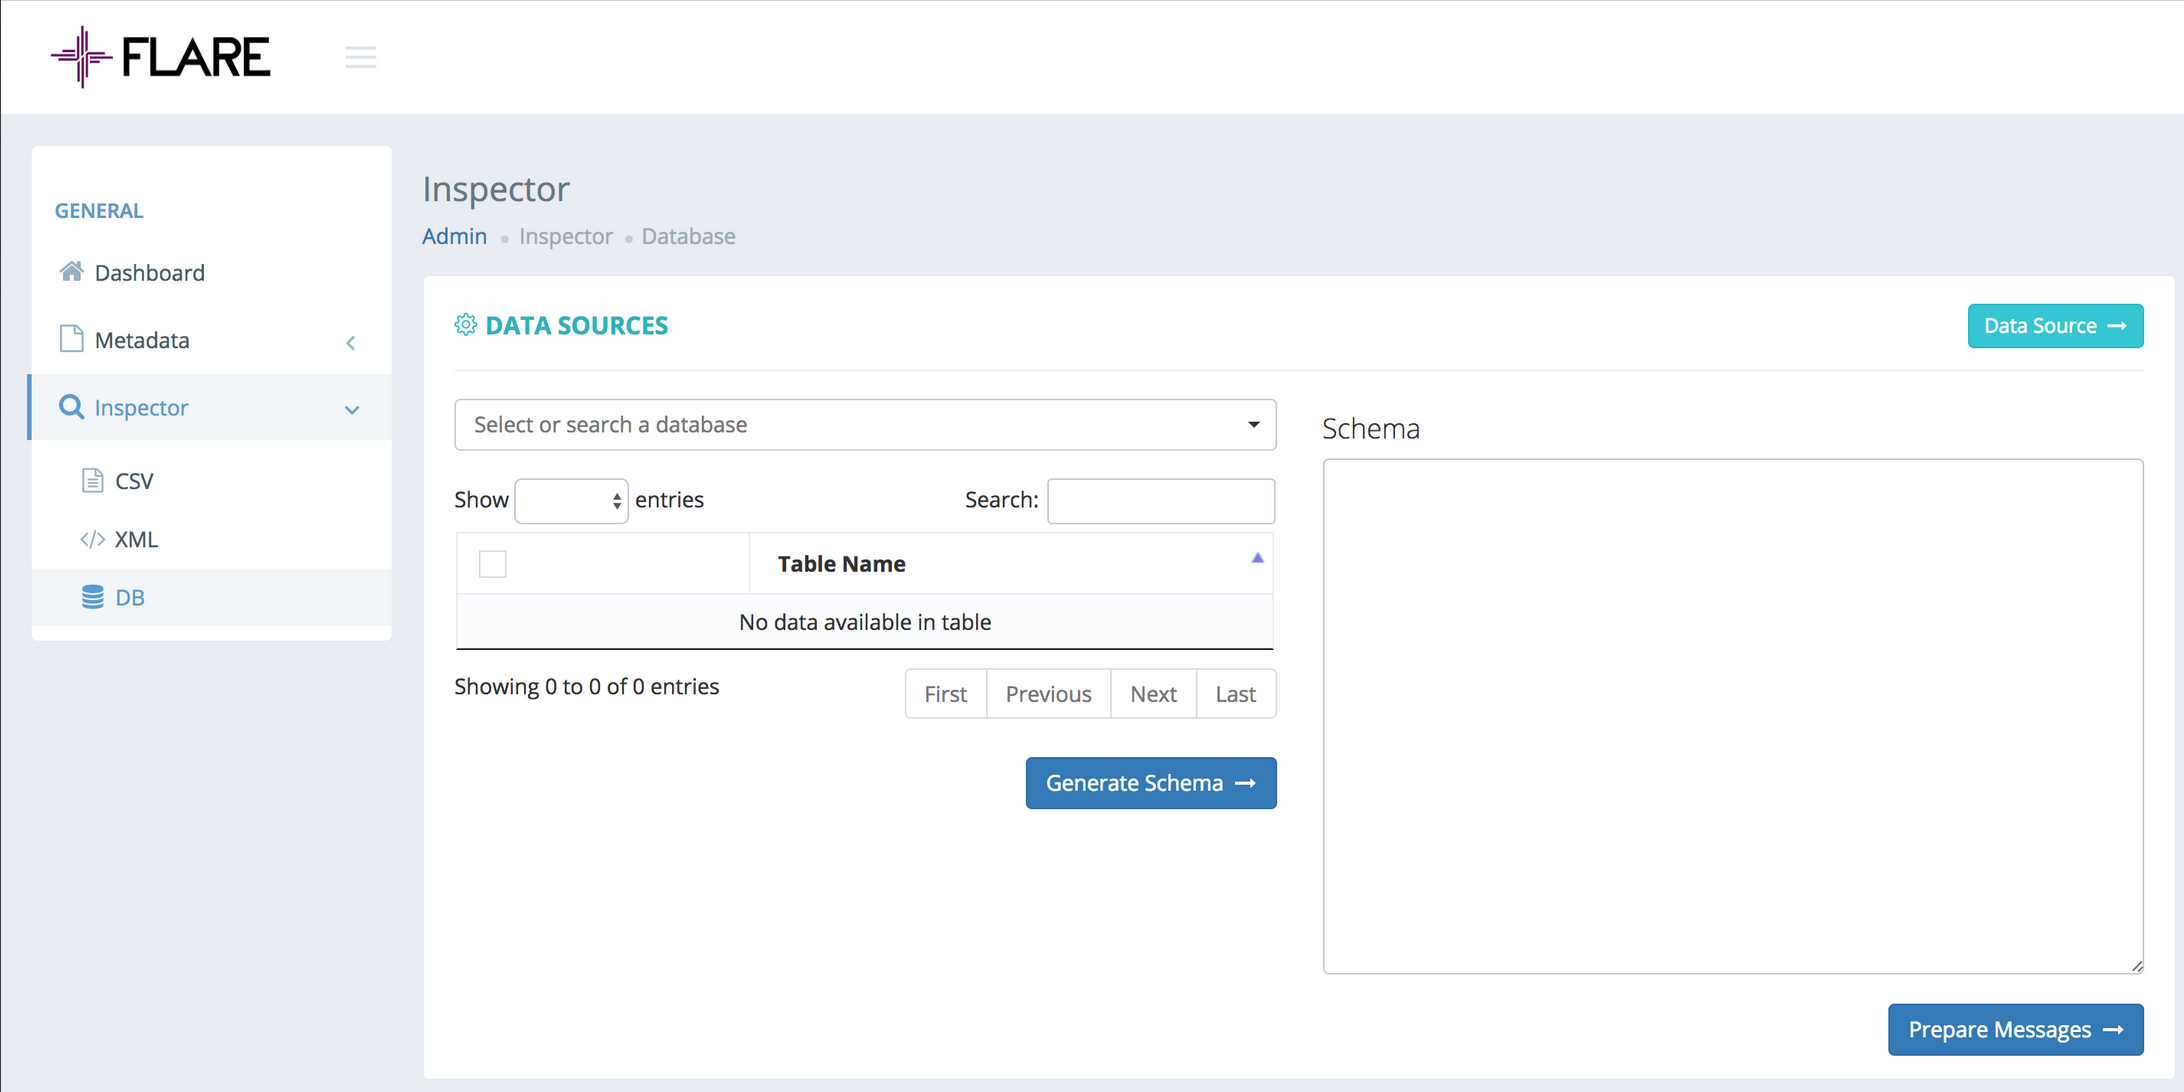 FLARE
GENERAL
Dashboard
Metadata
Inspector
CSV
XML
DB
Inspector
Admin Inspector Database
DATA SOURCES
Data Source
Select or search a database
Show entries Search:
Table Name
No data available in table
Showing 0 to 0 of 0 entries
First Previous Next Last
Generate Schema
Schema
Prepare Messages